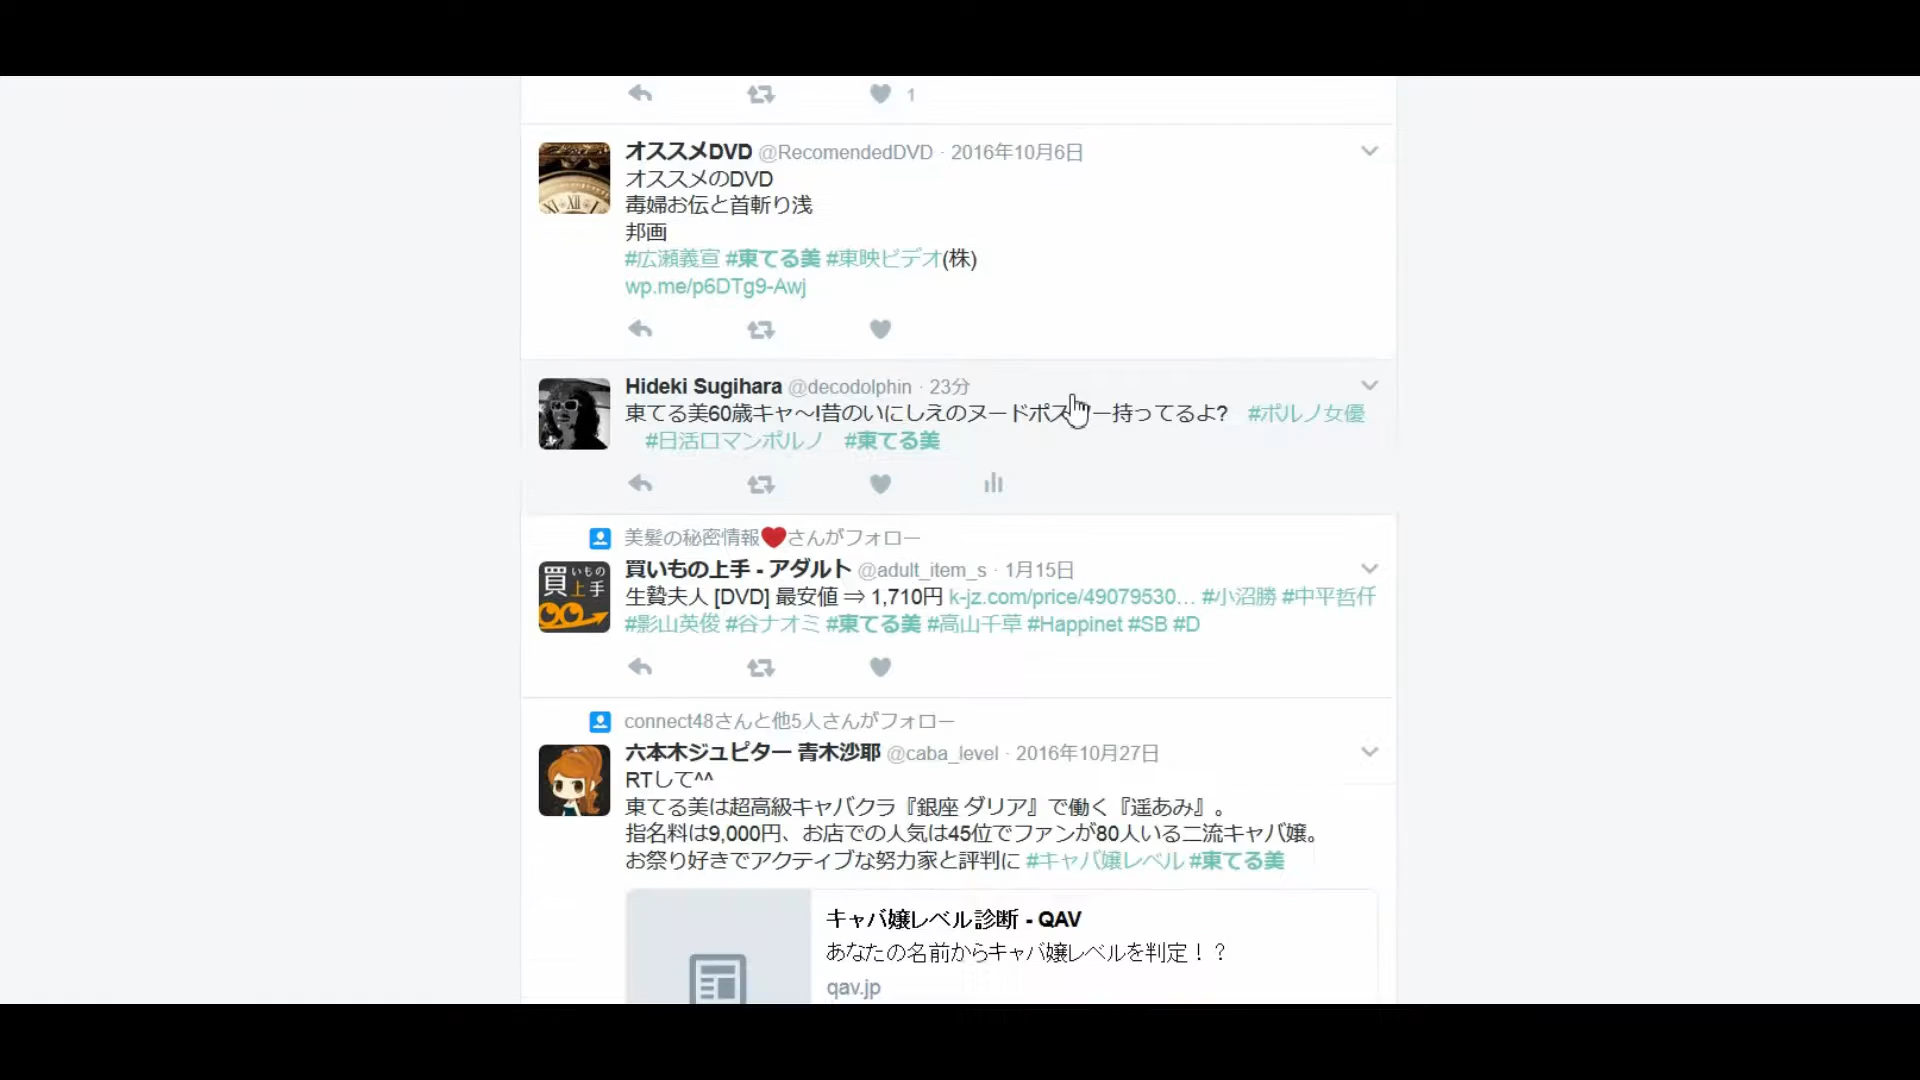 1
オススメDVD @RecomendedDVD · 2016年10月6日
オススメのDVD
毒婦お伝と首斬り浅
邦画
#広瀬義宣 #東てる美 #東映ビデオ(株)
wp.me/p6DTg9-Awj
Hideki Sugihara @decodolphin · 23分
東てる美60歳キャ〜!昔のいにしえのヌードポスター持ってるよ? #ポルノ女優
#日活ロマンポルノ #東てる美
美髪の秘密情報❤さんがフォロー
買いもの上手
買いもの上手 - アダルト @adult_item_s · 1月15日
生贄夫人 [DVD] 最安値 ⇒ 1,710円 k-jz.com/price/49079530… #小沼勝 #中平哲仟
#影山英俊 #谷ナオミ #東てる美 #高山千草 #Happinet #SB #D
connect48さんと他5人さんがフォロー
六本木ジュピター 青木沙耶 @caba_level · 2016年10月27日
RTして^^
東てる美は超高級キャバクラ『銀座 ダリア』で働く『遥あみ』。
指名料は9,000円、お店での人気は45位でファンが80人いる二流キャバ嬢。
お祭り好きでアクティブな努力家と評判に #キャバ嬢レベル #東てる美
キャバ嬢レベル診断 - QAV
あなたの名前からキャバ嬢レベルを判定！？
qav.jp